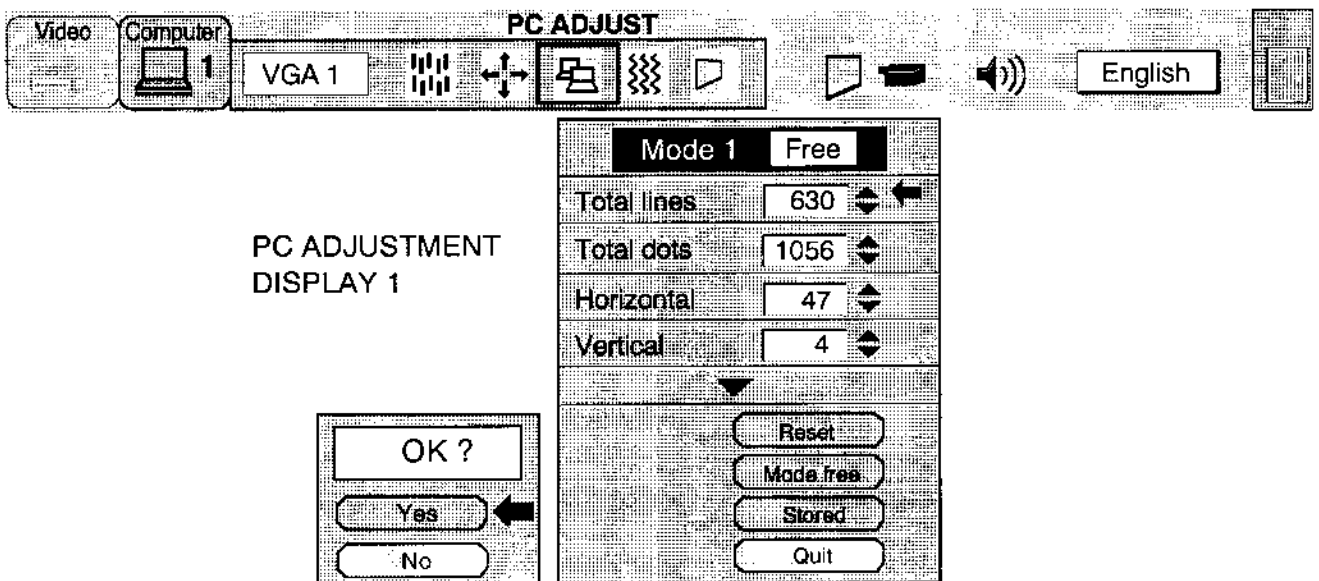 PC ADJUST
Video
Computer
1
VGA 1
English
Mode 1 Free
Total lines 630
Total dots 1056
Horizontal 47
Vertical 4
PC ADJUSTMENT
DISPLAY 1
Reset
Mode free
Stored
Quit
OK ?
Yes
No